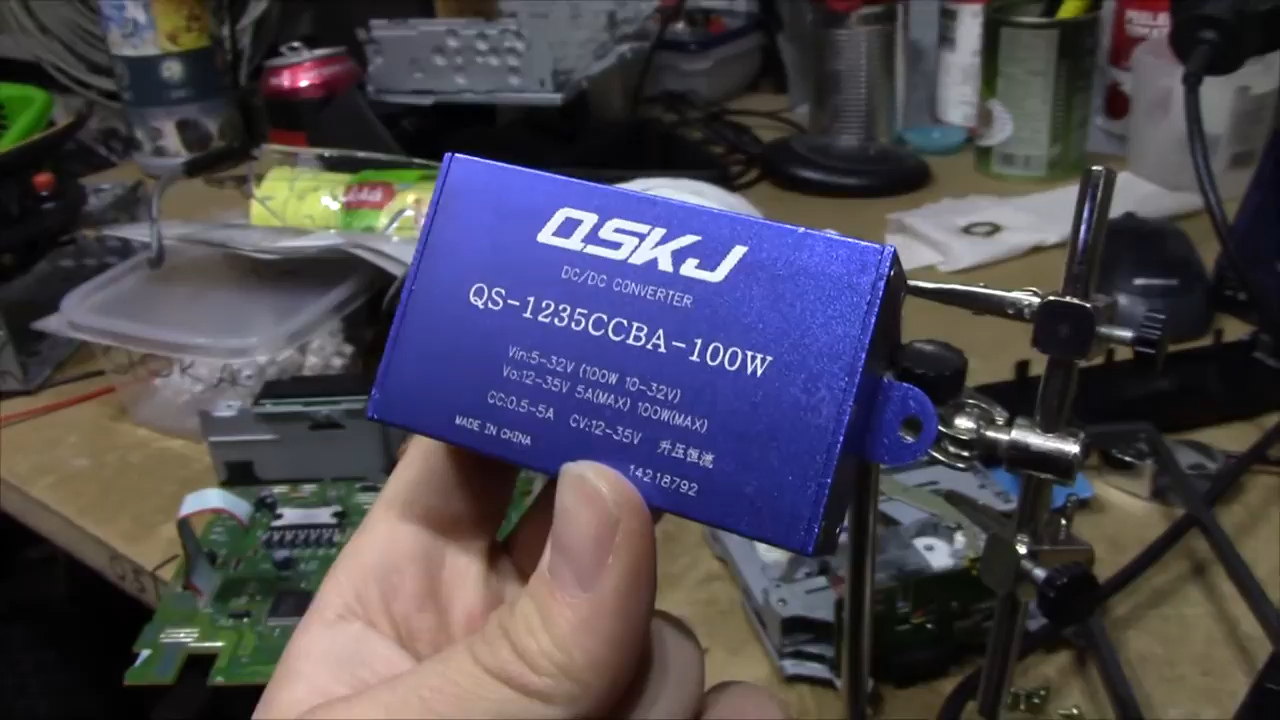 QSKJ
DC/DC CONVERTER
QS-1235CCBA-100W
Vin:5-32V (100W 10-32V)
Vo:12-35V 5A(MAX) 100W(MAX)
CC:0.5-5A CV:12-35V 升压恒流
MADE IN CHINA
14218792